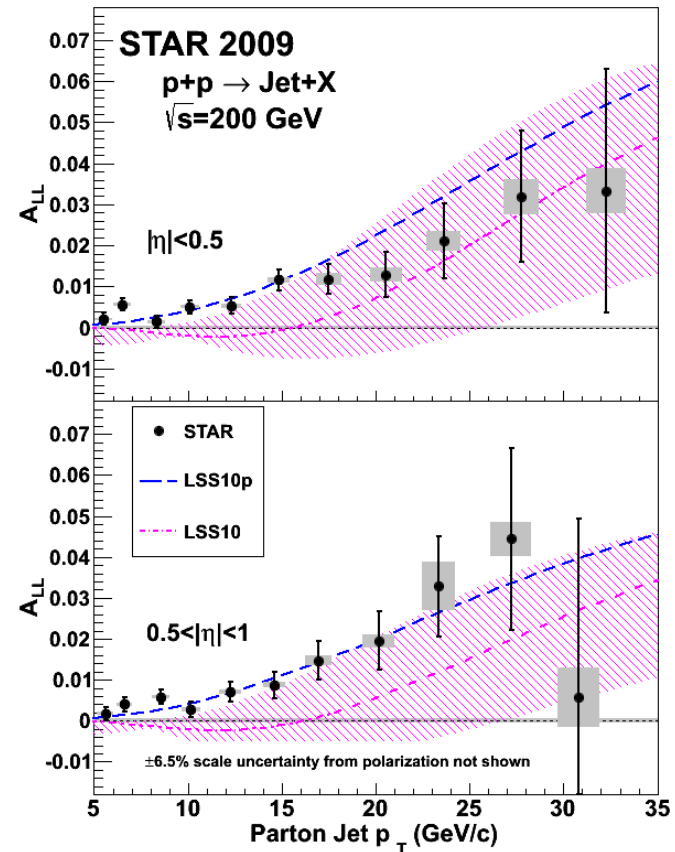 STAR 2009
p+p → Jet+X
√s=200 GeV
|η|<0.5
A_LL
0.07
0.06
0.05
0.04
0.03
0.02
0.01
0
-0.01
STAR
LSS10p
LSS10
0.5<|η|<1
±6.5% scale uncertainty from polarization not shown
A_LL
0.07
0.06
0.05
0.04
0.03
0.02
0.01
0
-0.01
5 10 15 20 25 30 35
Parton Jet p_T (GeV/c)